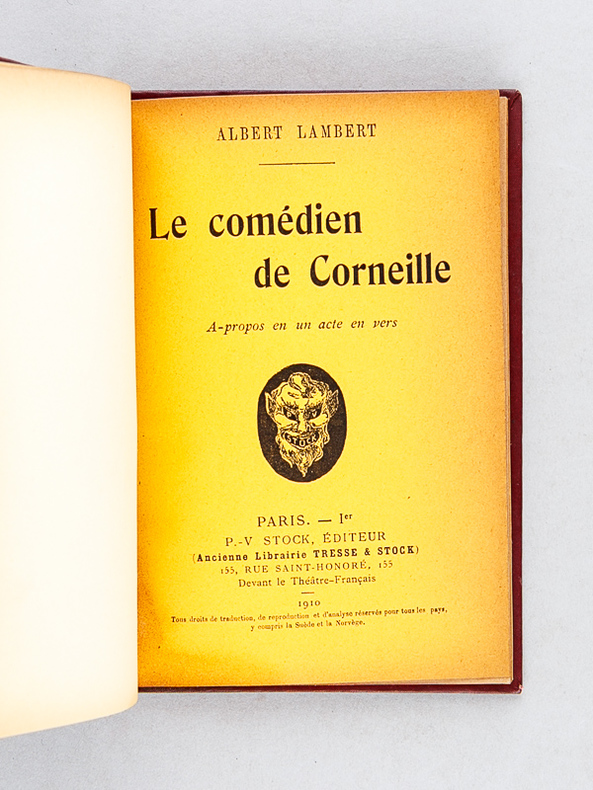 ALBERT LAMBERT
Le comédien
de Corneille
A-propos en un acte en vers
P V
STOCK
PARIS. — Ier
P.-V STOCK, ÉDITEUR
(Ancienne Librairie TRESSE & STOCK)
155, RUE SAINT-HONORÉ, 155
Devant le Théâtre-Français
1910
Tous droits de traduction, de reproduction et d'analyse réservés pour tous les pays,
y compris la Suède et la Norvège.